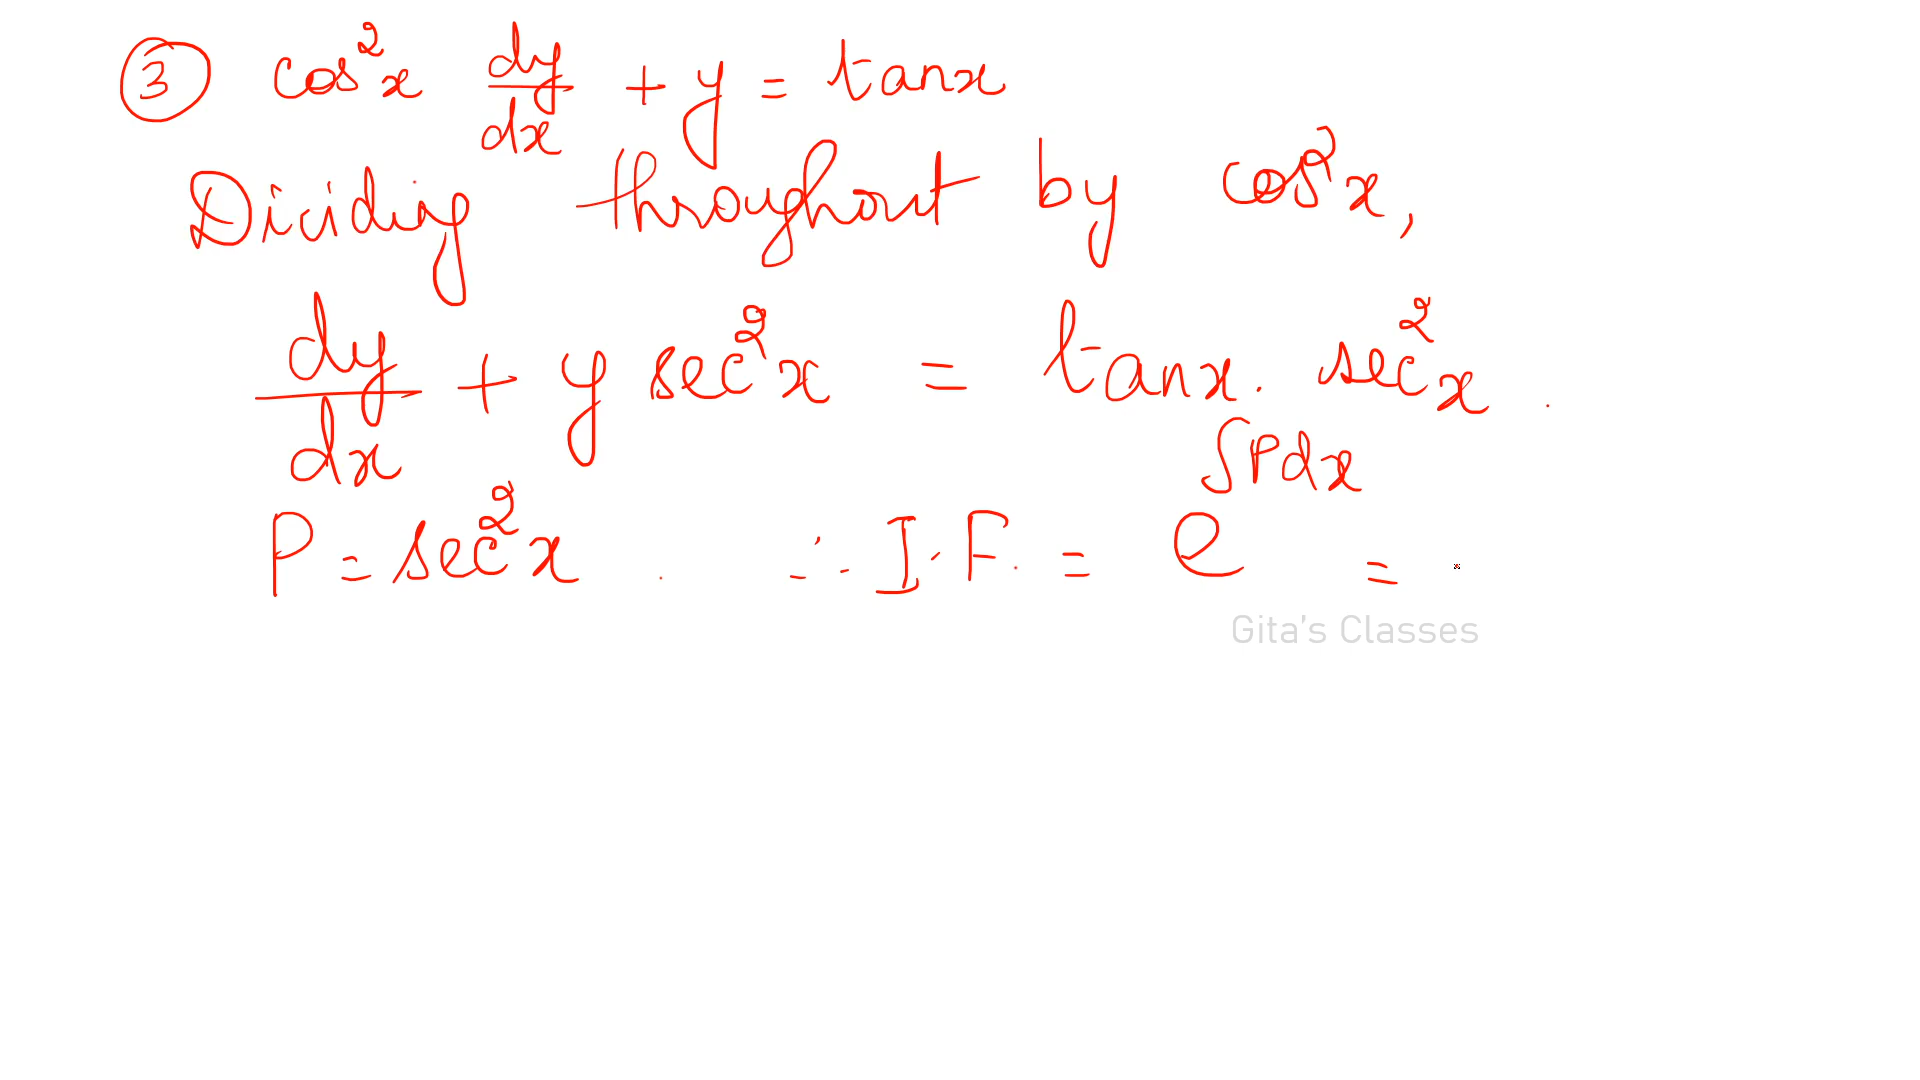 ③ cos²x dy/dx + y = tanx
Dividing throughout by cos²x,
dy/dx + y sec²x = tanx. sec²x.
P = sec²x. ∴ I.F. = e^∫Pdx =
Gita's Classes